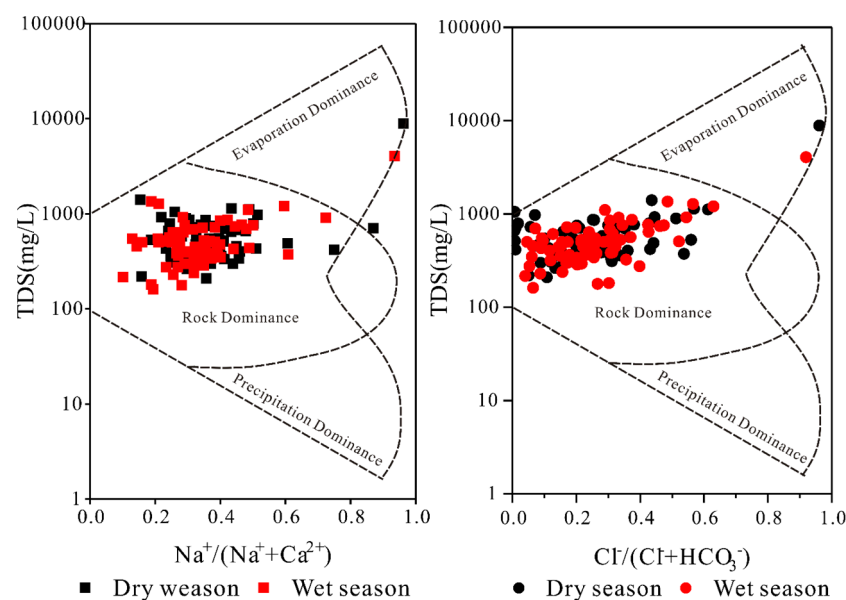 100000
10000
1000
100
10
1
TDS(mg/L)
Evaporation Dominance
Rock Dominance
Precipitation Dominance
0.0 0.2 0.4 0.6 0.8 1.0
Na⁺/(Na⁺+Ca²⁺)
Dry weason Wet season
100000
10000
1000
100
10
1
TDS(mg/L)
Evaporation Dominance
Rock Dominance
Precipitation Dominance
0.0 0.2 0.4 0.6 0.8 1.0
Cl⁻/(Cl⁻+HCO₃⁻)
Dry season Wet season